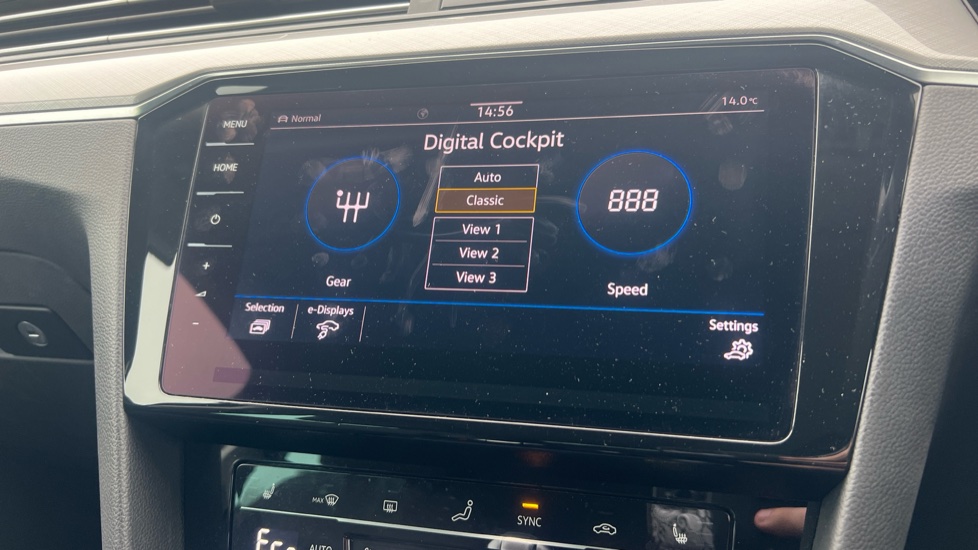 14:56
14.0°C
Normal
MENU
Digital Cockpit
HOME
Auto
Classic
888
View 1
View 2
View 3
Gear
Speed
+
-
Selection
e-Displays
Settings
MAX
SYNC
AUTO